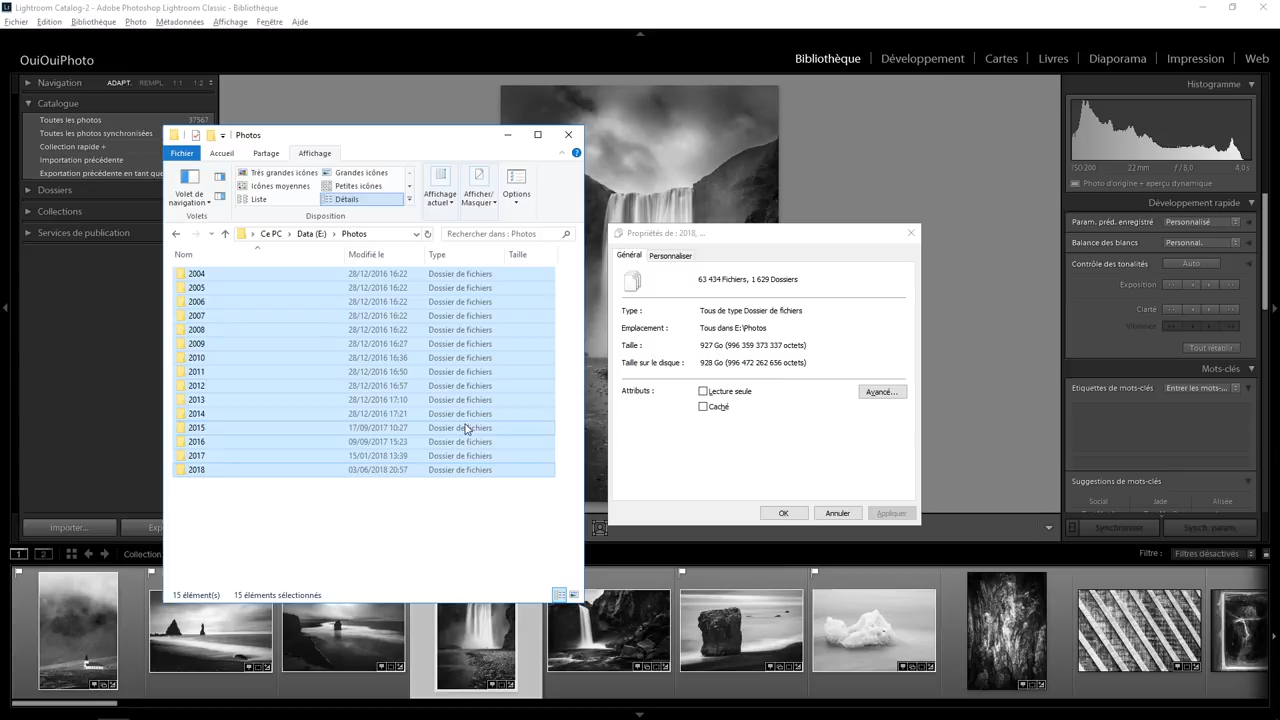 Lightroom Catalog-2 - Adobe Photoshop Lightroom Classic - Bibliothèque
Fichier Edition Bibliothèque Photo Métadonnées Affichage Fenêtre Aide
OuiOuiPhoto
Bibliothèque | Développement | Cartes | Livres | Diaporama | Impression | Web
Navigation ADAPT. REMPL. 1:1 1:2
Catalogue
Toutes les photos 37567
Toutes les photos synchronisées
Collection rapide +
Importation précédente
Exportation précédente en tant que
Dossiers
Collections
Services de publication
importer...
Exp
Photos
Fichier Accueil Partage Affichage
Volet de navigation
Volets
Très grandes icônes Grandes icônes
Icônes moyennes Petites icônes
Liste Détails
Disposition
Affichage actuel
Afficher/Masquer
Options
Ce PC > Data (E:) > Photos
Rechercher dans : Photos
Nom Modifié le Type Taille
2004 28/12/2016 16:22 Dossier de fichiers
2005 28/12/2016 16:22 Dossier de fichiers
2006 28/12/2016 16:22 Dossier de fichiers
2007 28/12/2016 16:22 Dossier de fichiers
2008 28/12/2016 16:22 Dossier de fichiers
2009 28/12/2016 16:27 Dossier de fichiers
2010 28/12/2016 16:36 Dossier de fichiers
2011 28/12/2016 16:50 Dossier de fichiers
2012 28/12/2016 16:57 Dossier de fichiers
2013 28/12/2016 17:10 Dossier de fichiers
2014 28/12/2016 17:21 Dossier de fichiers
2015 17/09/2017 10:27 Dossier de fichiers
2016 09/09/2017 15:23 Dossier de fichiers
2017 15/01/2018 13:39 Dossier de fichiers
2018 03/06/2018 20:57 Dossier de fichiers
15 élément(s) 15 éléments sélectionnés
Propriétés de : 2018, ...
Général Personnaliser
63 434 Fichiers, 1 629 Dossiers
Type : Tous de type Dossier de fichiers
Emplacement : Tous dans E:\Photos
Taille : 927 Go (996 359 373 337 octets)
Taille sur le disque : 928 Go (996 472 262 656 octets)
Attributs : Lecture seule Avancé...
Caché
OK Annuler Appliquer
Histogramme
ISO 200 22 mm ƒ / 8,0 4,0s
Photo d'origine + aperçu dynamique
Développement rapide
Param. préd. enregistré Personnalisé
Balance des blancs Personnal.
Contrôle des tonalités Auto
Exposition
Clarté
Vibrance
Tout rétablir
Mots-clés
Etiquettes de mots-clés Entrer les mots-...
Suggestions de mots-clés
Social Jade Alisée
Synchroniser Synch. param.
1 2 Collection
Filtre : Filtres désactivés